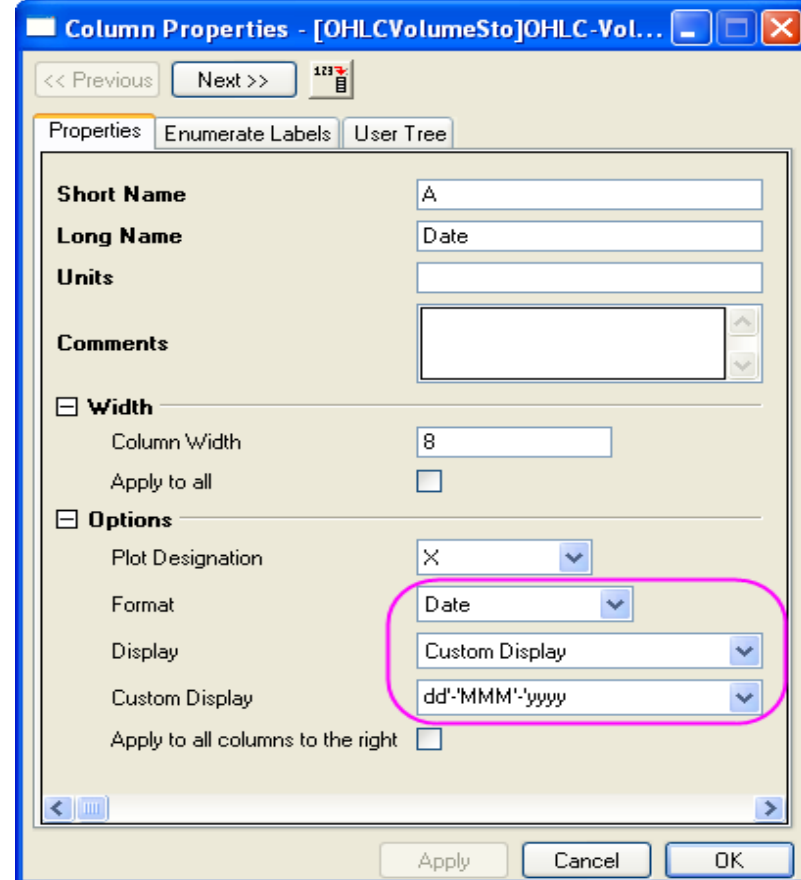 Column Properties - [OHLCVolumeSto]OHLC-Vol...
<< Previous Next >> 123
Properties Enumerate Labels User Tree
Short Name A
Long Name Date
Units
Comments
Width
Column Width 8
Apply to all
Options
Plot Designation X
Format Date
Display Custom Display
Custom Display dd'-'MMM'-'yyyy
Apply to all columns to the right
Apply Cancel OK